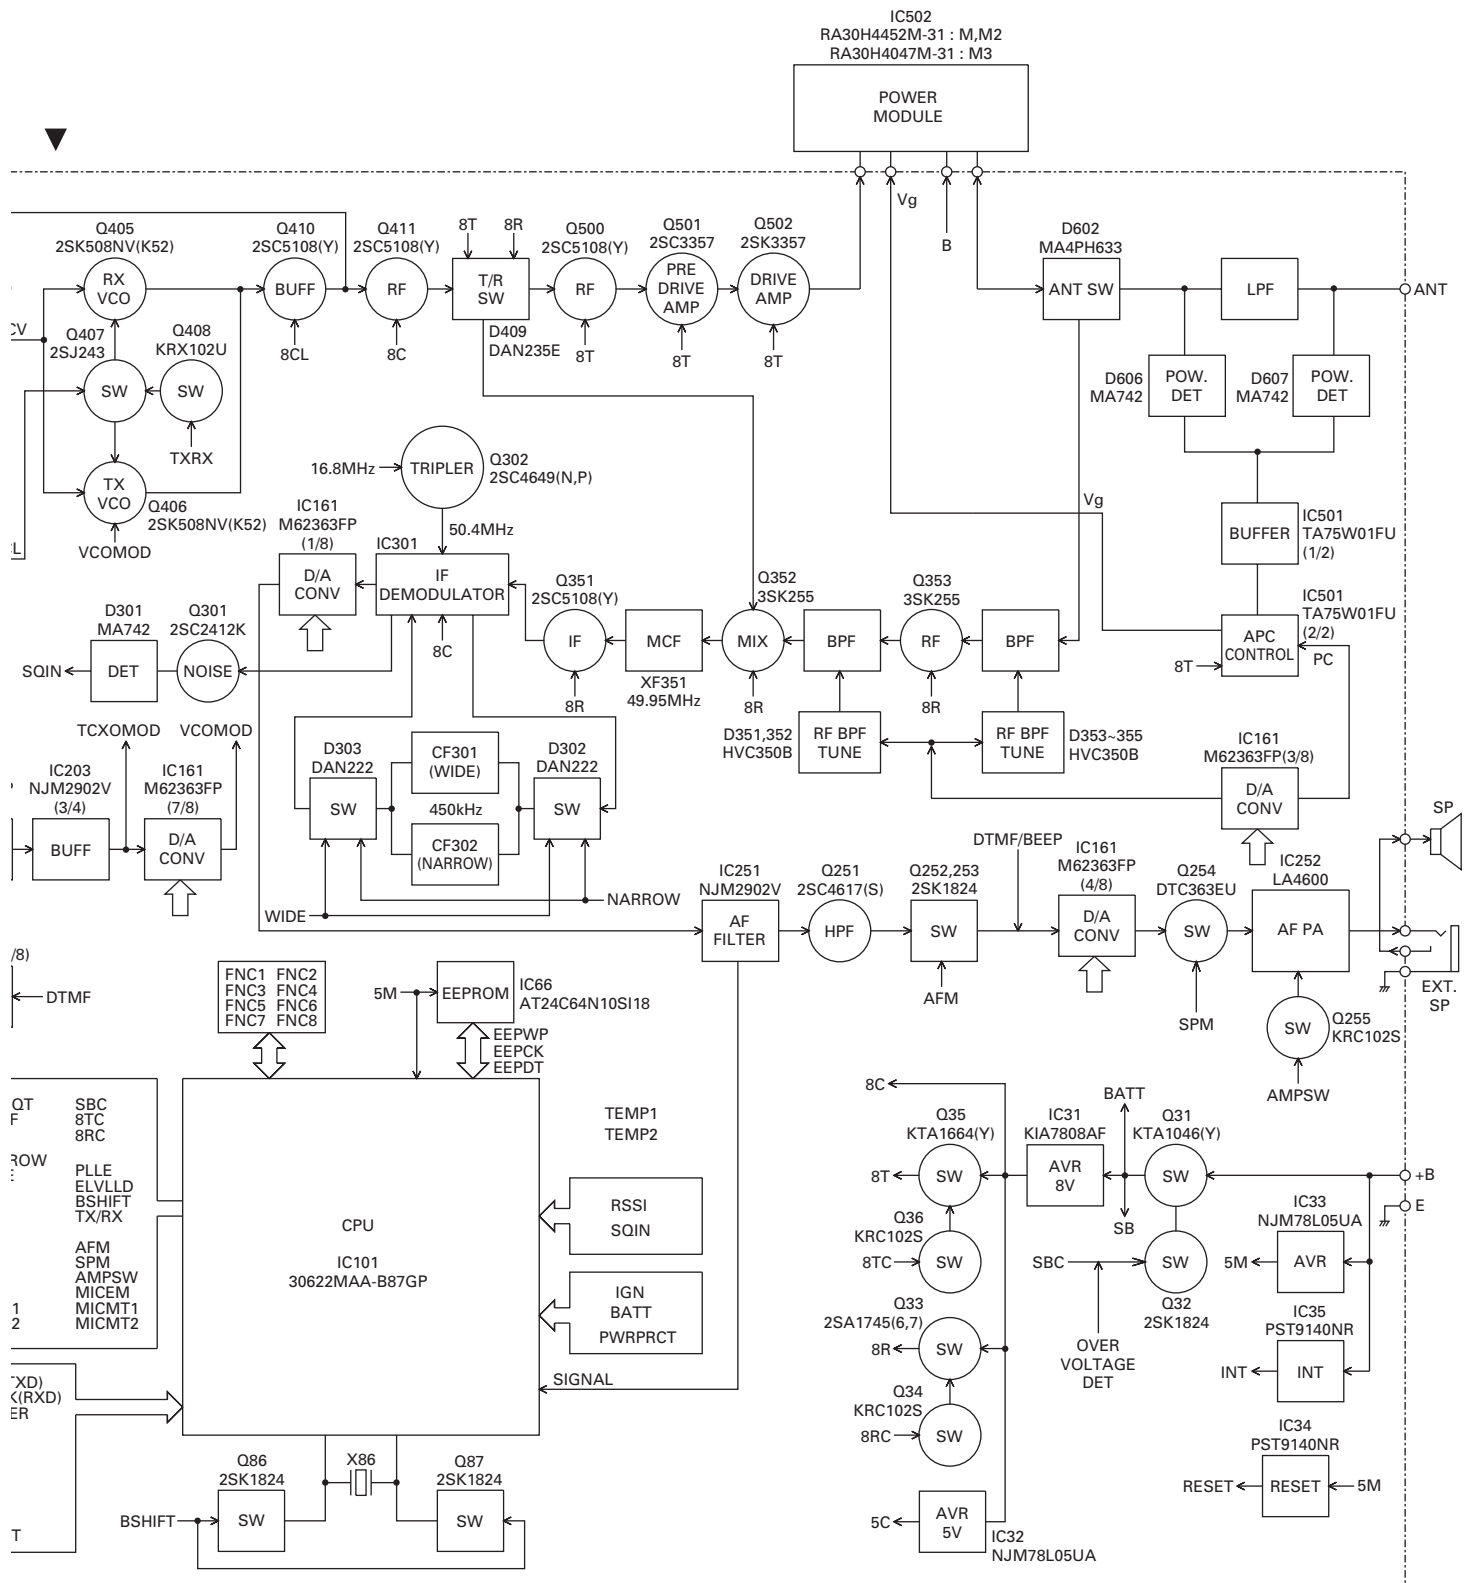 IC502
RA30H4452M-31 : M,M2
RA30H4047M-31 : M3
POWER
MODULE
Vg
B
Q405
2SK508NV(K52)
RX
VCO
Q410
2SC5108(Y)
BUFF
8CL
Q411
2SC5108(Y)
RF
8C
8T
8R
T/R
SW
D409
DAN235E
Q500
2SC5108(Y)
RF
8T
Q501
2SC3357
PRE
DRIVE
AMP
8T
Q502
2SK3357
DRIVE
AMP
8T
D602
MA4PH633
ANT SW
LPF
ANT
CV
Q407
2SJ243
SW
Q408
KRX102U
SW
TXRX
TX
VCO
Q406
2SK508NV(K52)
VCOMOD
L
D606
MA742
POW.
DET
D607
MA742
POW.
DET
16.8MHz
TRIPLER
Q302
2SC4649(N,P)
50.4MHz
Vg
BUFFER
IC501
TA75W01FU
(1/2)
IC161
M62363FP
(1/8)
D/A
CONV
IC301
IF
DEMODULATOR
8C
Q351
2SC5108(Y)
IF
8R
MCF
XF351
49.95MHz
Q352
3SK255
MIX
8R
BPF
Q353
3SK255
RF
8R
BPF
IC501
TA75W01FU
(2/2)
APC
CONTROL
8T
PC
D301
MA742
DET
Q301
2SC2412K
NOISE
SQIN
D351,352
HVC350B
RF BPF
TUNE
RF BPF
TUNE
D353~355
HVC350B
IC161
M62363FP(3/8)
D/A
CONV
TCXOMOD
VCOMOD
IC203
NJM2902V
(3/4)
BUFF
IC161
M62363FP
(7/8)
D/A
CONV
D303
DAN222
SW
CF301
(WIDE)
450kHz
CF302
(NARROW)
D302
DAN222
SW
WIDE
NARROW
SP
DTMF/BEEP
IC251
NJM2902V
AF
FILTER
Q251
2SC4617(S)
HPF
Q252,253
2SK1824
SW
AFM
IC161
M62363FP
(4/8)
D/A
CONV
Q254
DTC363EU
SW
SPM
IC252
LA4600
AF PA
Q255
KRC102S
SW
AMPSW
EXT.
SP
/8)
DTMF
FNC1 FNC2
FNC3 FNC4
FNC5 FNC6
FNC7 FNC8
5M
EEPROM
IC66
AT24C64N10SI18
EEPWP
EEPCK
EEPDT
QT
F
ROW
E
1
2
SBC
8TC
8RC
PLLE
ELVLLD
BSHIFT
TX/RX
AFM
SPM
AMPSW
MICEM
MICMT1
MICMT2
CPU
IC101
30622MAA-B87GP
TEMP1
TEMP2
RSSI
SQIN
IGN
BATT
PWRPRCT
SIGNAL
TXD)
K(RXD)
ER
T
8C
Q35
KTA1664(Y)
SW
8T
Q36
KRC102S
SW
8TC
Q33
2SA1745(6,7)
SW
8R
Q34
KRC102S
SW
8RC
IC31
KIA7808AF
AVR
8V
BATT
SB
Q31
KTA1046(Y)
SW
SBC
SW
Q32
2SK1824
OVER
VOLTAGE
DET
+B
E
IC33
NJM78L05UA
AVR
5M
IC35
PST9140NR
INT
INT
IC34
PST9140NR
RESET
RESET
5M
AVR
5V
5C
IC32
NJM78L05UA
Q86
2SK1824
SW
X86
Q87
2SK1824
SW
BSHIFT